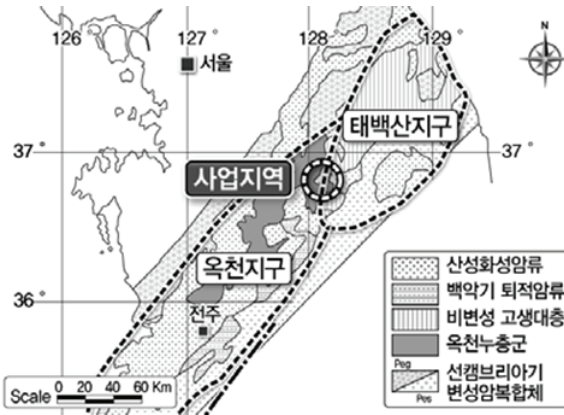 126°
127°
128
129°
N
서울
태백산지구
37°
37°
사업지역
옥천지구
36°
전주
산성화성암류
백악기 퇴적암류
비변성 고생대층
옥천누층군
Peg
선캠브리아기
변성암복합체
Pes
Scale
0 20 40 60 Km